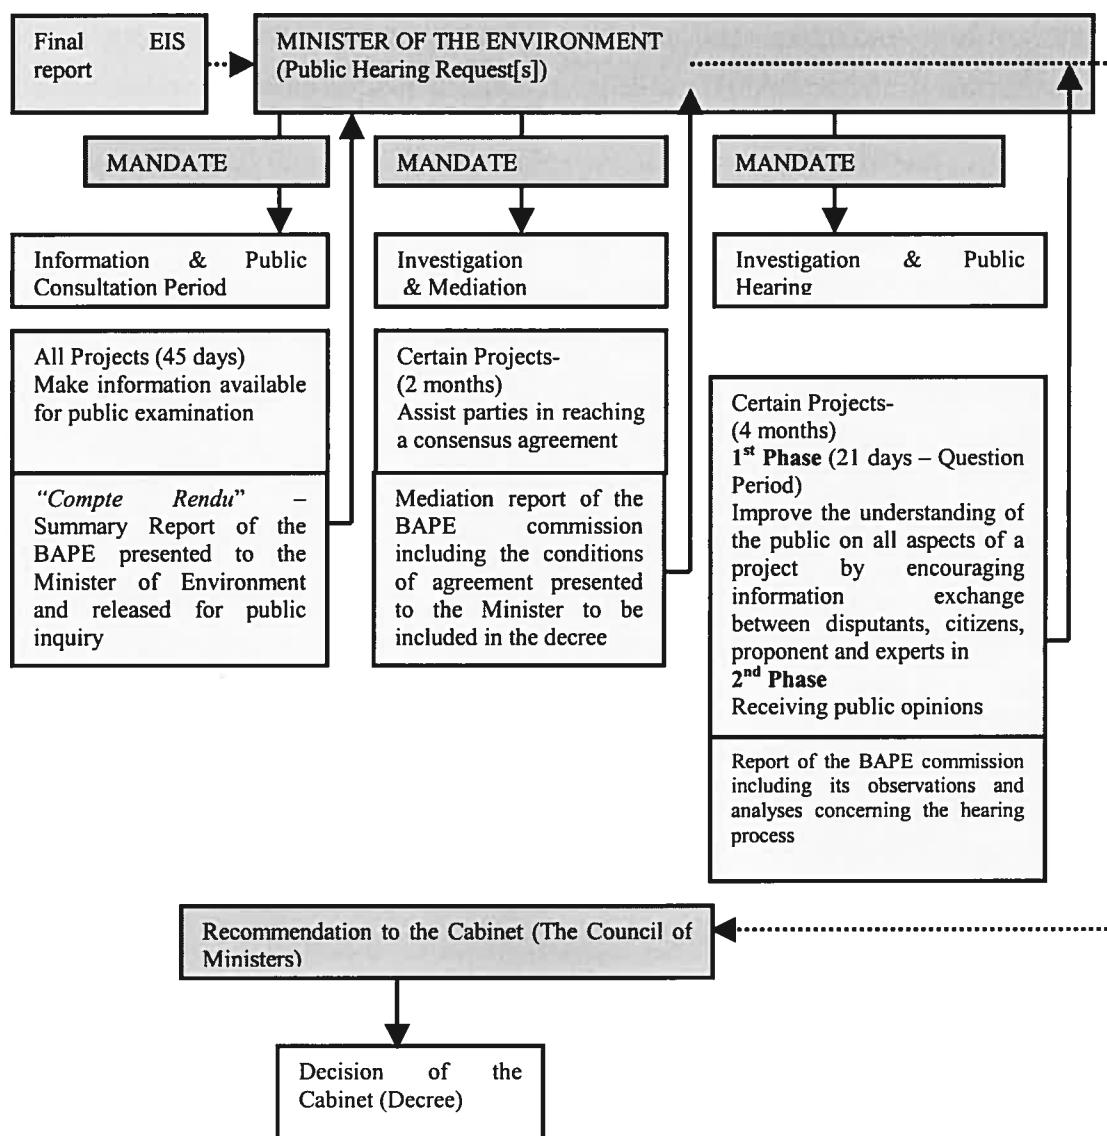 Final EIS
report
MINISTER OF THE ENVIRONMENT
(Public Hearing Request[s])
MANDATE
MANDATE
MANDATE
Information & Public
Consultation Period
Investigation
& Mediation
Investigation & Public
Hearing
All Projects (45 days)
Make information available
for public examination
"Compte Rendu" –
Summary Report of the
BAPE presented to the
Minister of Environment
and released for public
inquiry
Certain Projects-
(2 months)
Assist parties in reaching
a consensus agreement
Mediation report of the
BAPE commission
including the conditions
of agreement presented
to the Minister to be
included in the decree
Certain Projects-
(4 months)
1st Phase (21 days – Question
Period)
Improve the understanding of
the public on all aspects of a
project by encouraging
information exchange
between disputants, citizens,
proponent and experts in
2nd Phase
Receiving public opinions
Report of the BAPE commission
including its observations and
analyses concerning the hearing
process
Recommendation to the Cabinet (The Council of
Ministers)
Decision of the
Cabinet (Decree)